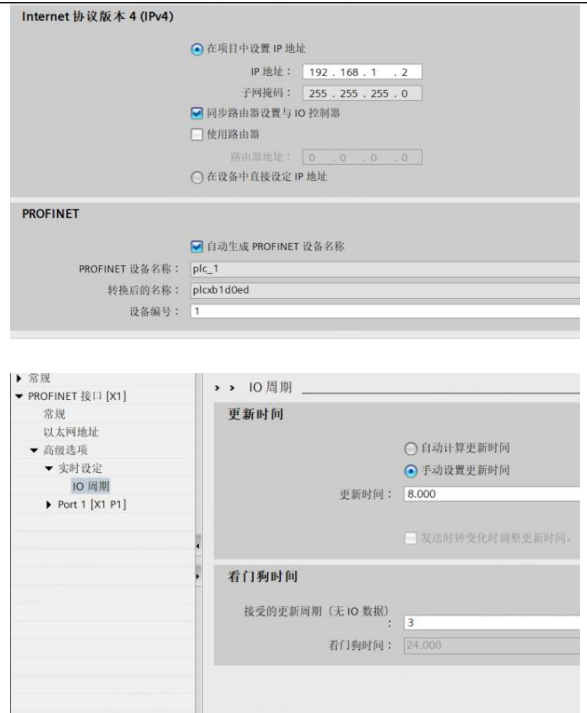 Internet 协议版本 4 (IPv4)
在项目中设置 IP 地址
IP 地址： 192 . 168 . 1 . 2
子网掩码： 255 . 255 . 255 . 0
同步路由器设置与 IO 控制器
使用路由器
路由器地址： 0 . 0 . 0 . 0
在设备中直接设定 IP 地址
PROFINET
自动生成 PROFINET 设备名称
PROFINET 设备名称： plc_1
转换后的名称： plcxb1d0ed
设备编号： 1
常规
PROFINET 接口 [X1]
常规
以太网地址
高级选项
实时设定
IO 周期
Port 1 [X1 P1]
IO 周期
更新时间
自动计算更新时间
手动设置更新时间
更新时间： 8.000
发送时钟变化时调整更新时间。
看门狗时间
接受的更新周期（无 IO 数据）
： 3
看门狗时间： 24.000